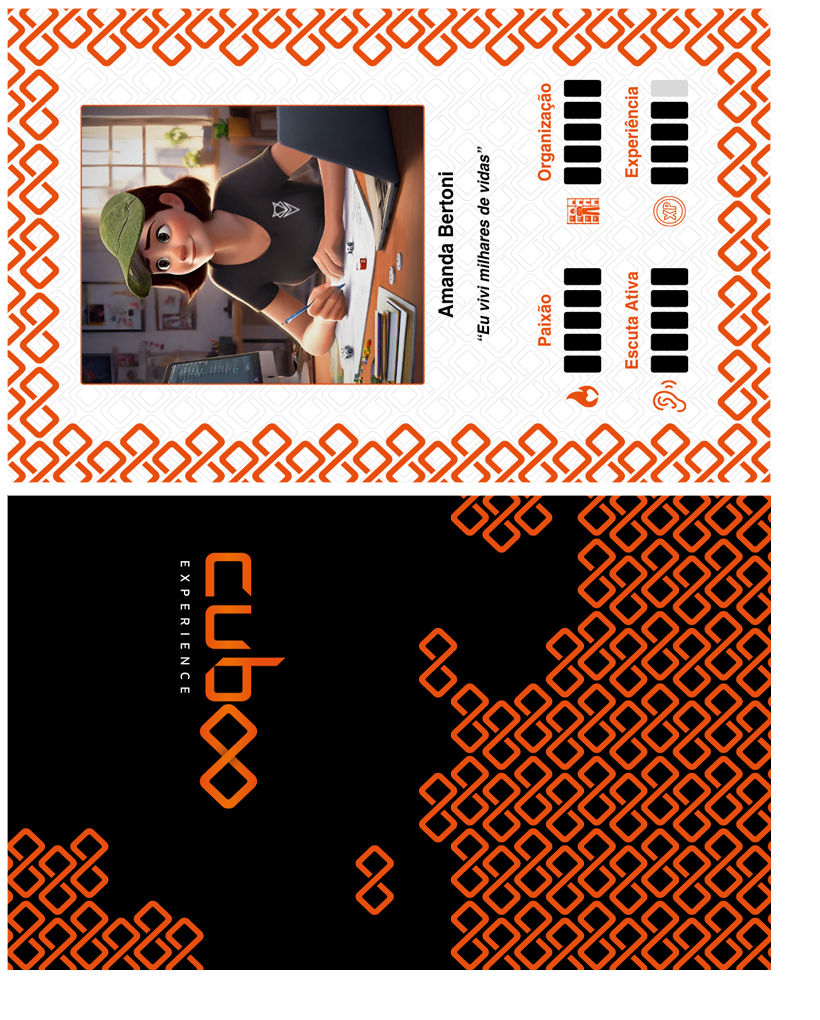 Amanda Bertoni
“Eu vivi milhares de vidas”
Paixão
Organização
Escuta Ativa
Experiência
XP
cuboo
EXPERIENCE